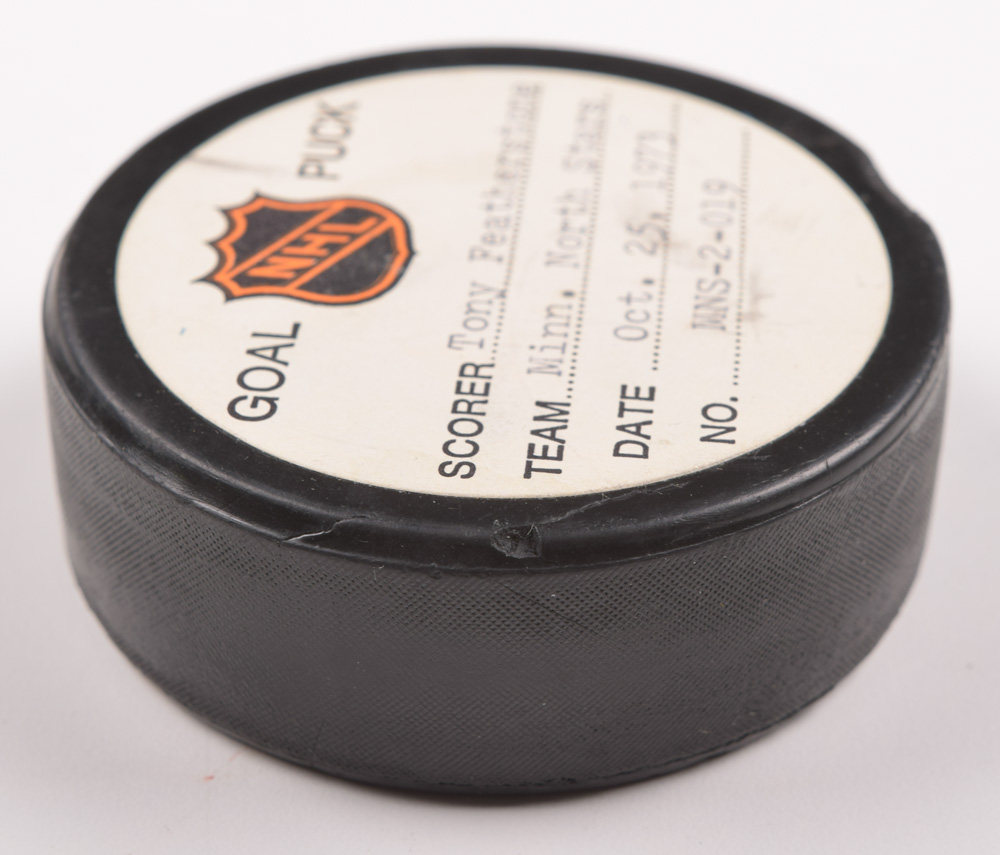 GOAL NHL PUCK
SCORER Tony Featherstone
TEAM Minn. North Stars
DATE Oct. 25, 1973
NO. MNS-2-019